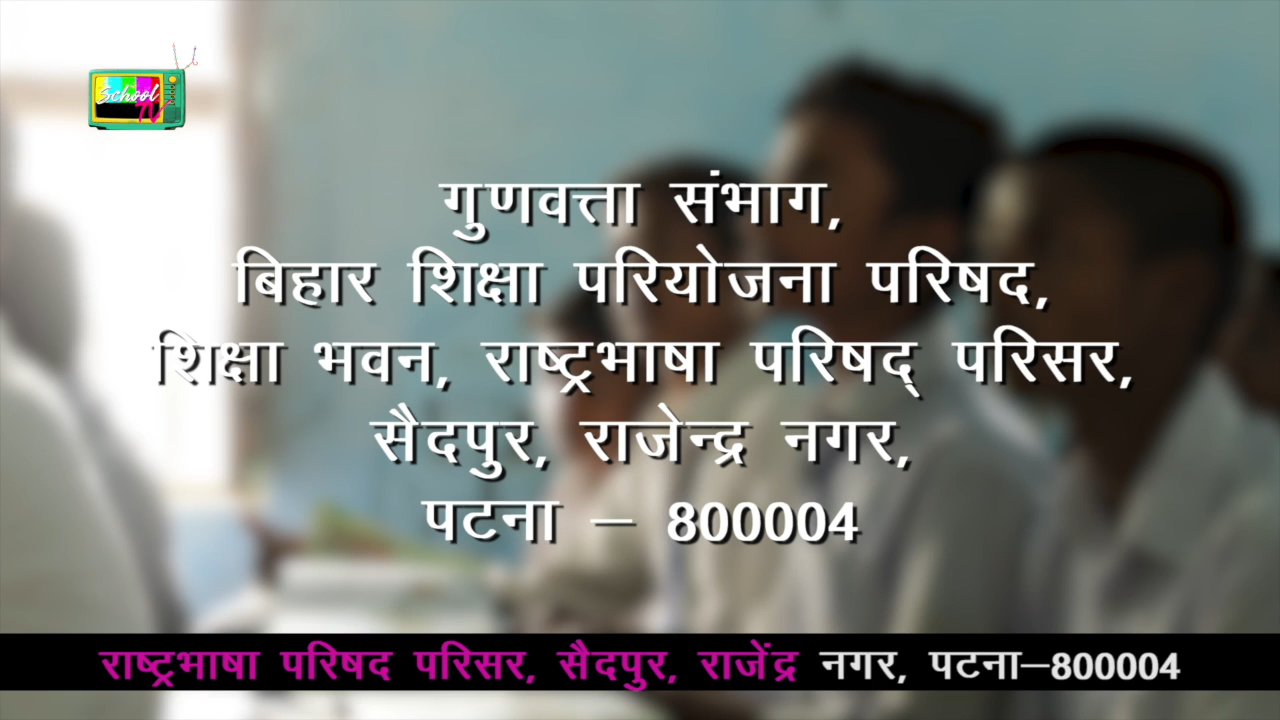 School TV
गुणवत्ता संभाग,
बिहार शिक्षा परियोजना परिषद,
शिक्षा भवन, राष्ट्रभाषा परिषद् परिसर,
सैदपुर, राजेन्द्र नगर,
पटना – 800004
राष्ट्रभाषा परिषद परिसर, सैदपुर, राजेंद्र नगर, पटना–800004